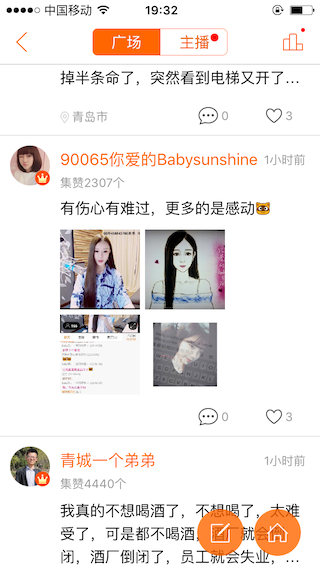 中国移动 19:32
广场 主播
掉半条命了，突然看到电梯又开了...
青岛市 0 3
90065你爱的Babysunshine 1小时前
集赞2307个
有伤心有难过，更多的是感动🐯
0 3
青城一个弟弟 1小时前
集赞4440个
我真的不想喝酒了，不想喝了，太难
受了，可是都不喝酒，酒厂就会倒
闭，酒厂倒闭了，员工就会失业，...